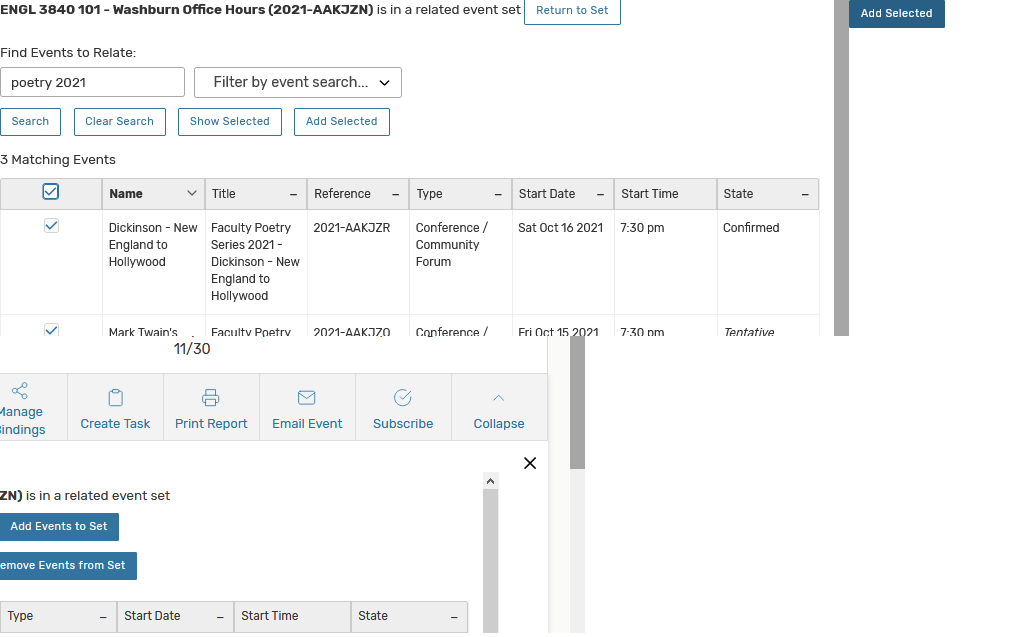 ENGL 3840 101 - Washburn Office Hours (2021-AAKJZN) is in a related event set Return to Set
Add Selected
Find Events to Relate:
poetry 2021 Filter by event search...
Search Clear Search Show Selected Add Selected
3 Matching Events
Name Title Reference Type Start Date Start Time State
Dickinson - New Faculty Poetry 2021-AAKJZR Conference / Sat Oct 16 2021 7:30 pm Confirmed
England to Series 2021 - Community
Hollywood Dickinson - New Forum
England to
Hollywood
Mark Twain's Faculty Poetry 2021-AAKJZQ Conference / Fri Oct 15 2021 7:30 pm Tentative
11/30
Manage
Bindings
Create Task Print Report Email Event Subscribe Collapse
ZN) is in a related event set
Add Events to Set
emove Events from Set
Type Start Date Start Time State